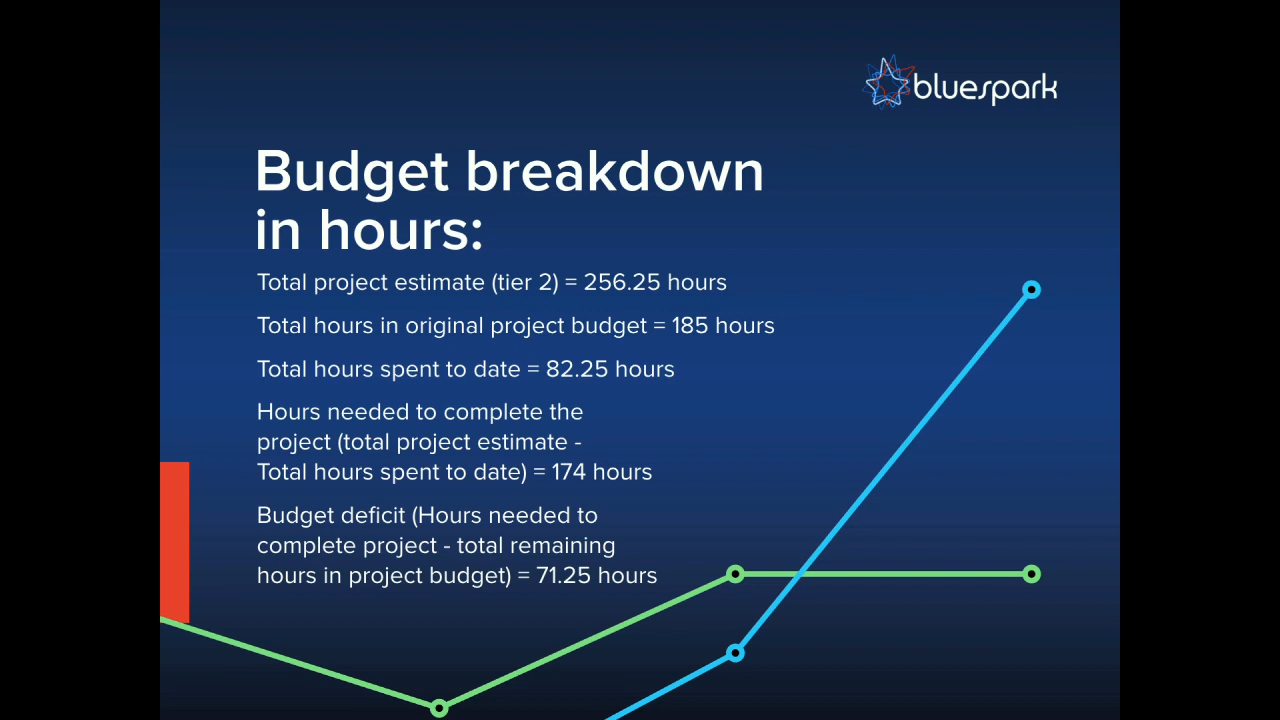 bluespark
Budget breakdown
in hours:
Total project estimate (tier 2) = 256.25 hours
Total hours in original project budget = 185 hours
Total hours spent to date = 82.25 hours
Hours needed to complete the
project (total project estimate -
Total hours spent to date) = 174 hours
Budget deficit (Hours needed to
complete project - total remaining
hours in project budget) = 71.25 hours